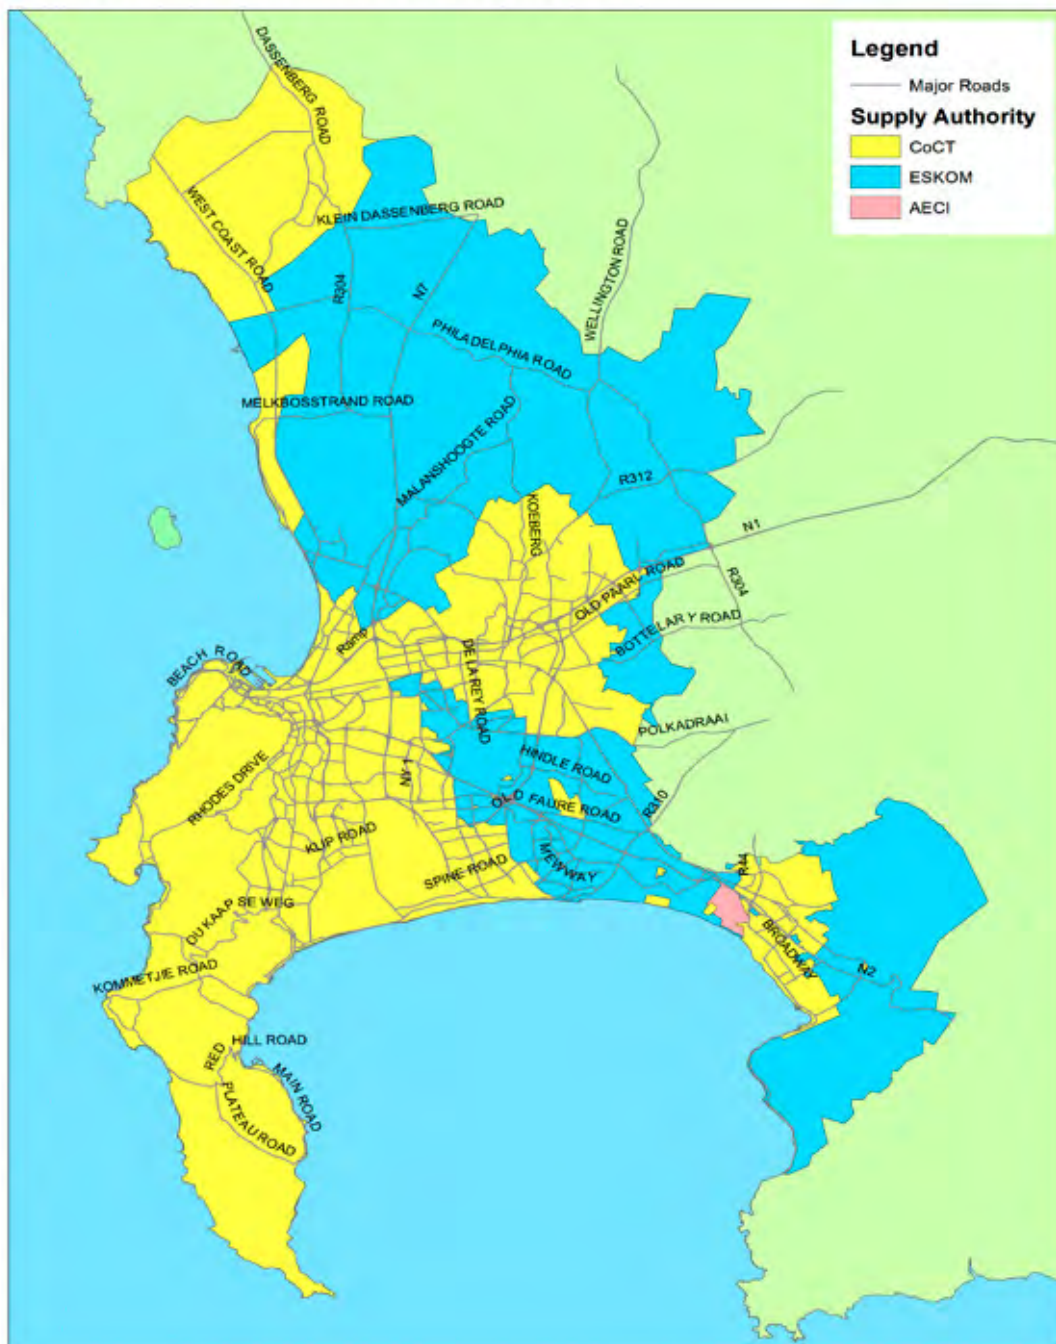 Legend
Major Roads
Supply Authority
CoCT
ESKOM
AECI
DASSENBERG ROAD
WEST COAST ROAD
KLEIN DASSENBERG ROAD
R304
N7
WELLINGTON ROAD
PHILADELPHIA ROAD
MELKBOSSTRAND ROAD
MALANSHOOGTE ROAD
R312
KOEBERG
N1
OLD PAARL ROAD
R304
BOTTELARY ROAD
Ramp
BEACH ROAD
DE LA REY ROAD
POLKADRAAI
HINDLE ROAD
RHODES DRIVE
NY 1
OLD FAURE ROAD
R310
KLIP ROAD
MEWWAY
SPINE ROAD
R44
OU KAAP SE WEG
BROADWAY
N2
KOMMETJIE ROAD
RED HILL ROAD
MAIN ROAD
PLATEAU ROAD